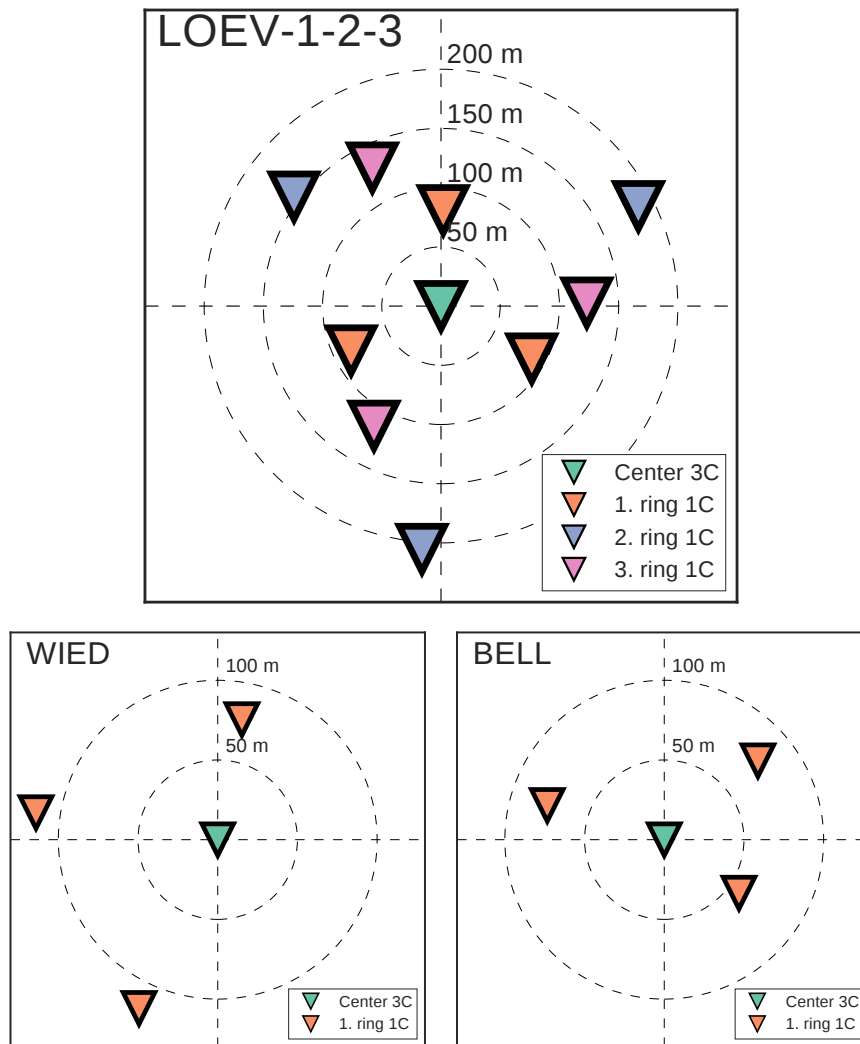 LOEV-1-2-3
200 m
150 m
100 m
50 m
Center 3C
1. ring 1C
2. ring 1C
3. ring 1C
WIED
100 m
50 m
Center 3C
1. ring 1C
BELL
100 m
50 m
Center 3C
1. ring 1C